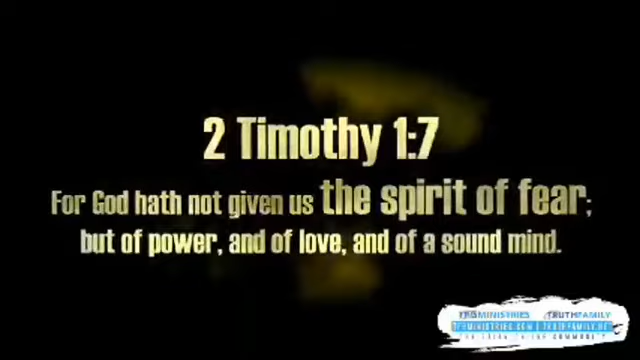 2 Timothy 1:7
For God hath not given us the spirit of fear;
but of power, and of love, and of a sound mind.
TRGMINISTRIES TRUTHFAMILY